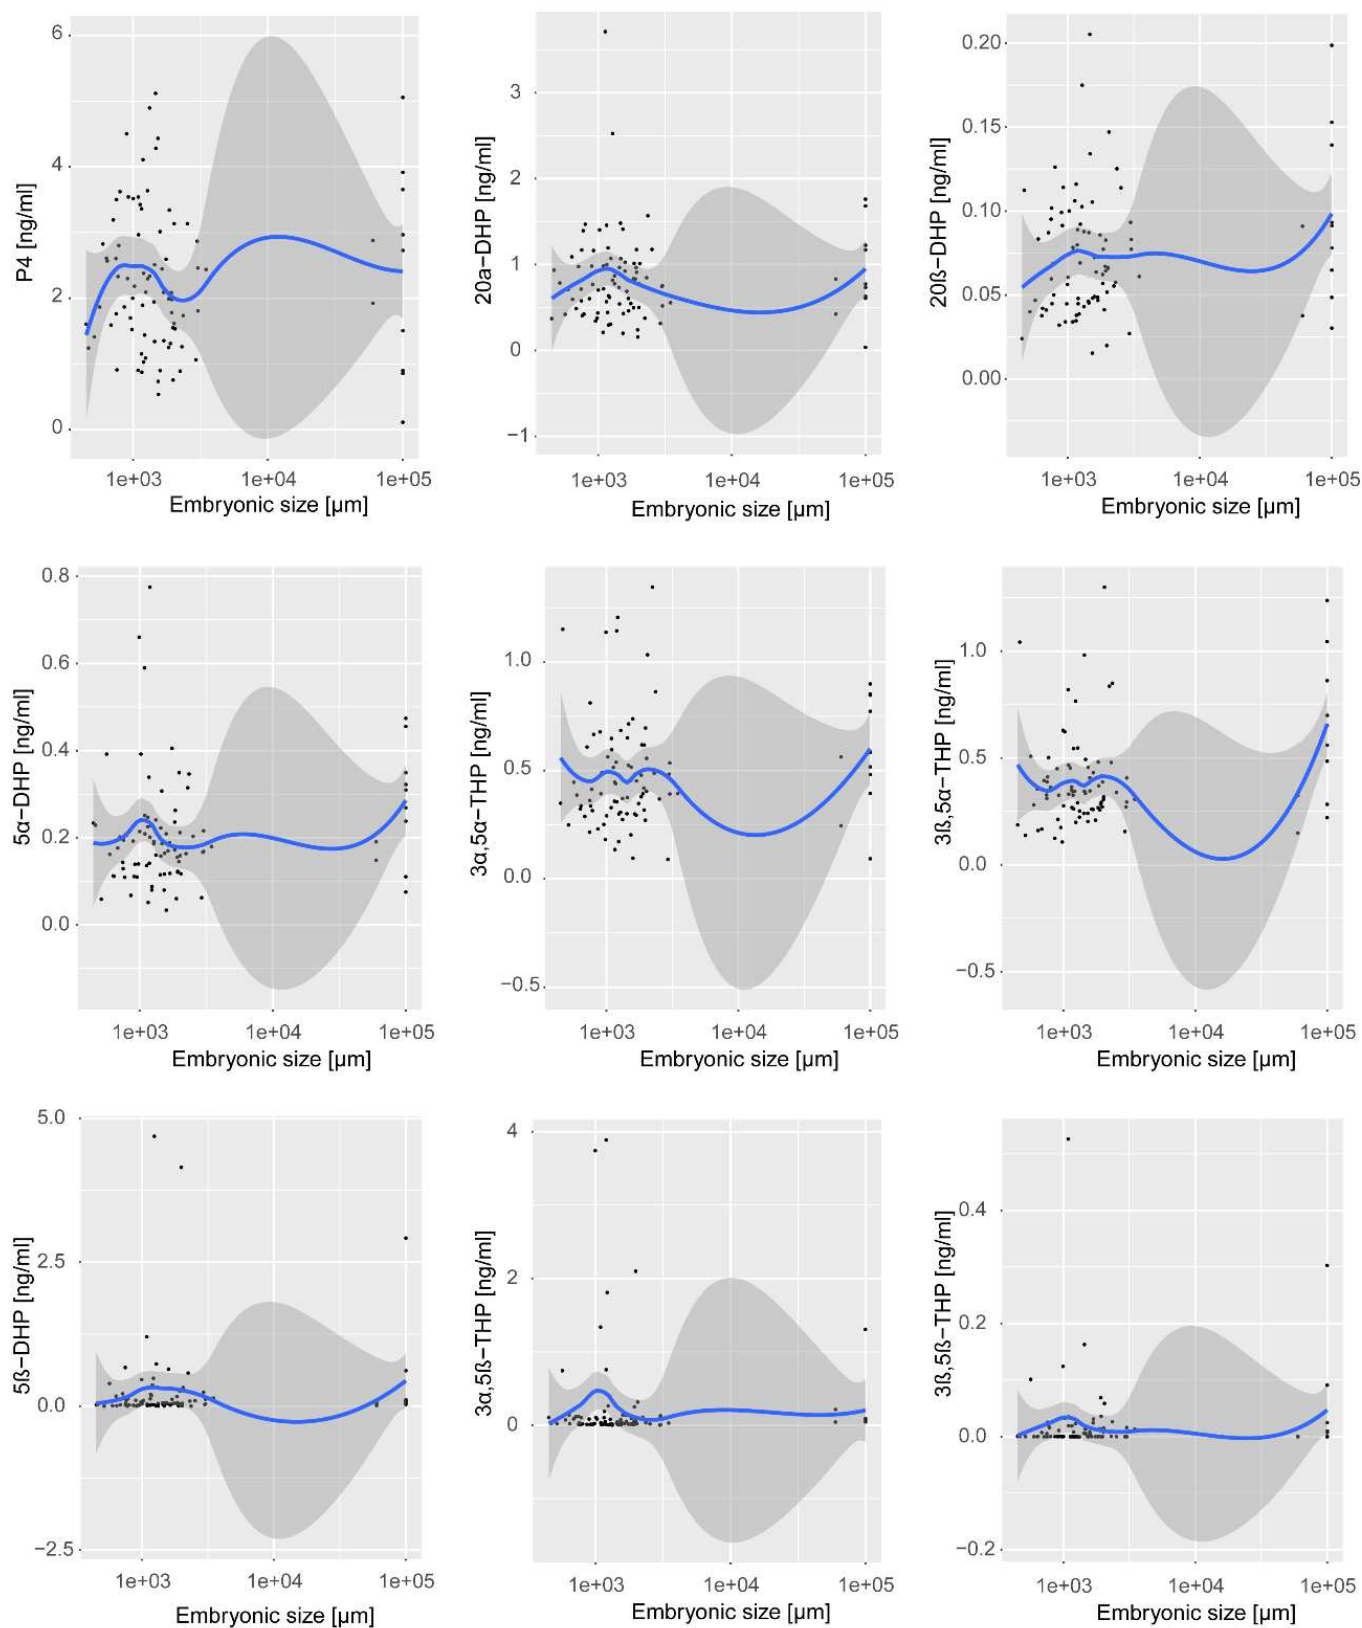 P4 [ng/ml]
6
4
2
0
1e+03 1e+04 1e+05
Embryonic size [µm]
20a−DHP [ng/ml]
3
2
1
0
−1
1e+03 1e+04 1e+05
Embryonic size [µm]
20ß−DHP [ng/ml]
0.20
0.15
0.10
0.05
0.00
1e+03 1e+04 1e+05
Embryonic size [µm]
5α−DHP [ng/ml]
0.8
0.6
0.4
0.2
0.0
1e+03 1e+04 1e+05
Embryonic size [µm]
3α,5α−THP [ng/ml]
1.0
0.5
0.0
−0.5
1e+03 1e+04 1e+05
Embryonic size [µm]
3ß,5α−THP [ng/ml]
1.0
0.5
0.0
−0.5
1e+03 1e+04 1e+05
Embryonic size [µm]
5ß−DHP [ng/ml]
5.0
2.5
0.0
−2.5
1e+03 1e+04 1e+05
Embryonic size [µm]
3α,5ß−THP [ng/ml]
4
2
0
1e+03 1e+04 1e+05
Embryonic size [µm]
3ß,5ß−THP [ng/ml]
0.4
0.2
0.0
−0.2
1e+03 1e+04 1e+05
Embryonic size [µm]